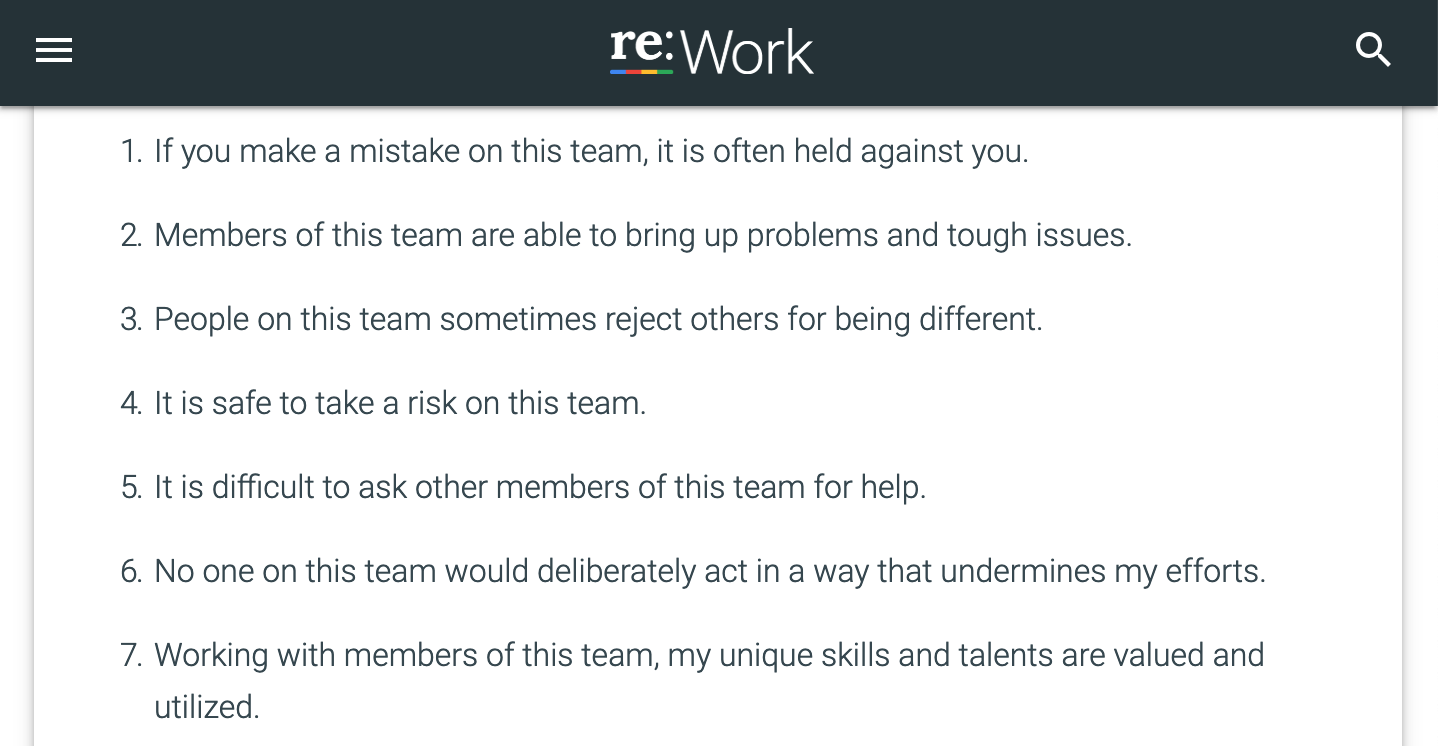 re:Work
1. If you make a mistake on this team, it is often held against you.
2. Members of this team are able to bring up problems and tough issues.
3. People on this team sometimes reject others for being different.
4. It is safe to take a risk on this team.
5. It is difficult to ask other members of this team for help.
6. No one on this team would deliberately act in a way that undermines my efforts.
7. Working with members of this team, my unique skills and talents are valued and
utilized.